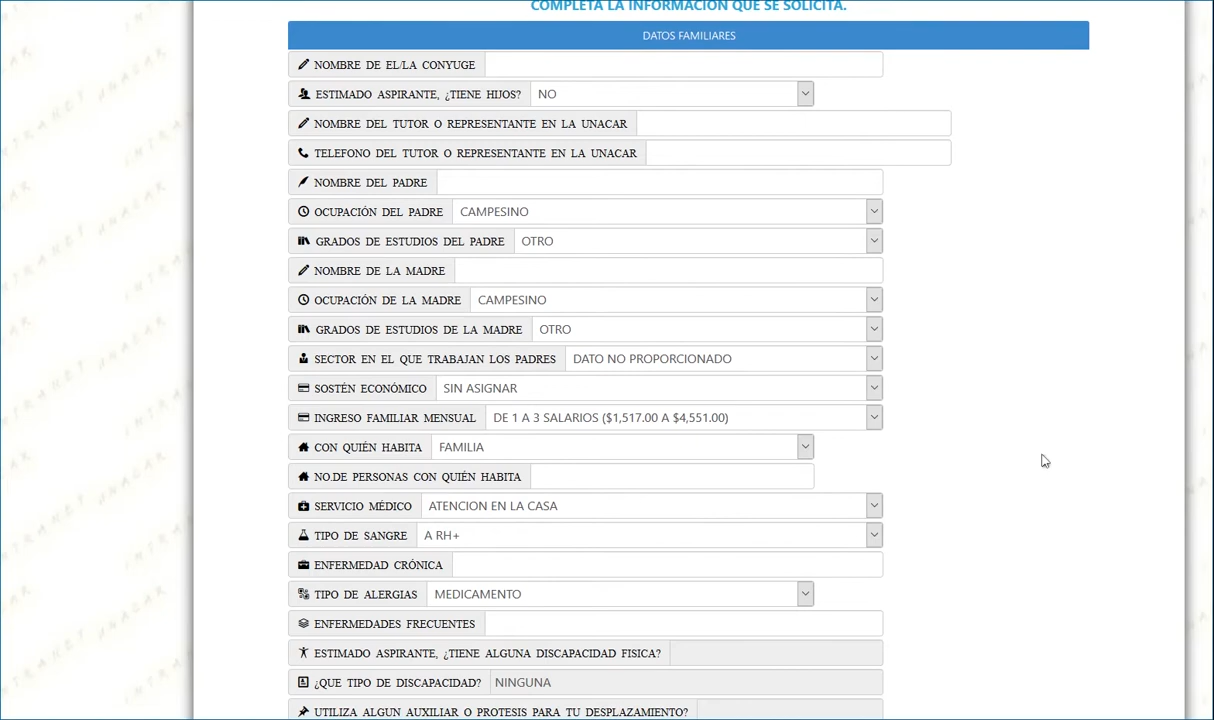 COMPLETA LA INFORMACIÓN QUE SE SOLICITA.
DATOS FAMILIARES
NOMBRE DE EL/LA CONYUGE
ESTIMADO ASPIRANTE, ¿TIENE HIJOS? NO
NOMBRE DEL TUTOR O REPRESENTANTE EN LA UNACAR
TELEFONO DEL TUTOR O REPRESENTANTE EN LA UNACAR
NOMBRE DEL PADRE
OCUPACIÓN DEL PADRE CAMPESINO
GRADOS DE ESTUDIOS DEL PADRE OTRO
NOMBRE DE LA MADRE
OCUPACIÓN DE LA MADRE CAMPESINO
GRADOS DE ESTUDIOS DE LA MADRE OTRO
SECTOR EN EL QUE TRABAJAN LOS PADRES DATO NO PROPORCIONADO
SOSTÉN ECONÓMICO SIN ASIGNAR
INGRESO FAMILIAR MENSUAL DE 1 A 3 SALARIOS ($1,517.00 A $4,551.00)
CON QUIÉN HABITA FAMILIA
NO.DE PERSONAS CON QUIÉN HABITA
SERVICIO MÉDICO ATENCION EN LA CASA
TIPO DE SANGRE A RH+
ENFERMEDAD CRÓNICA
TIPO DE ALERGIAS MEDICAMENTO
ENFERMEDADES FRECUENTES
ESTIMADO ASPIRANTE, ¿TIENE ALGUNA DISCAPACIDAD FISICA?
¿QUE TIPO DE DISCAPACIDAD? NINGUNA
UTILIZA ALGUN AUXILIAR O PROTESIS PARA TU DESPLAZAMIENTO?